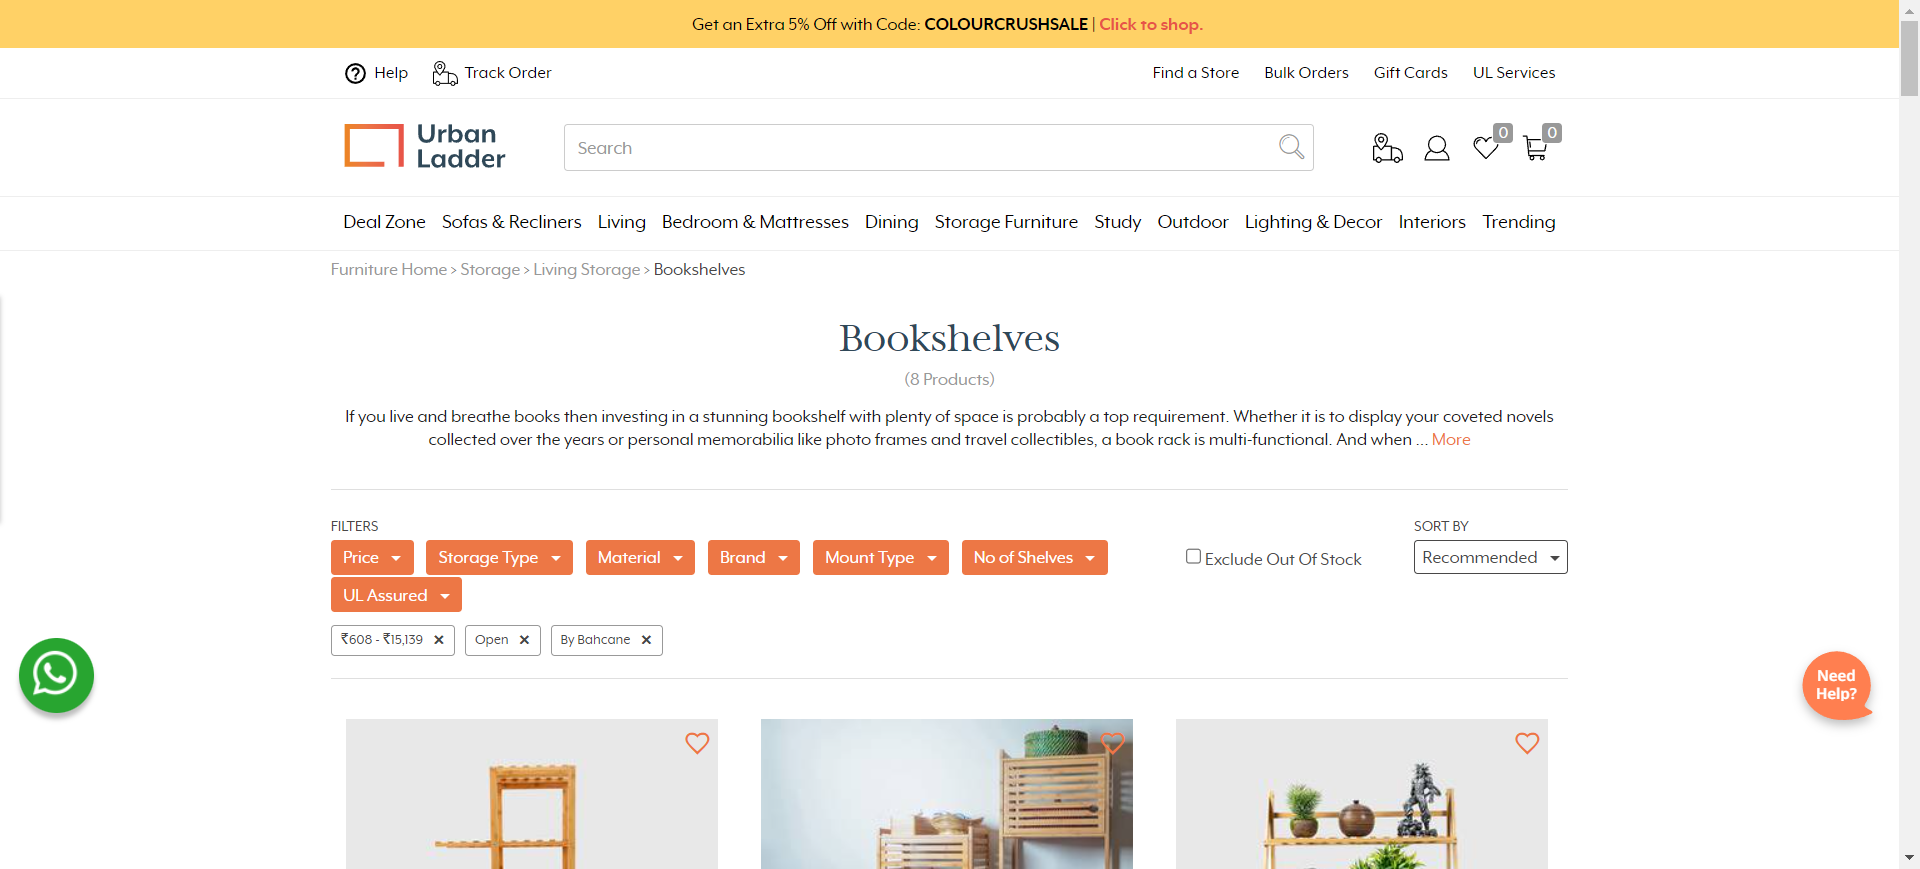 Get an Extra 5% Off with Code: COLOURCRUSHSALE | Click to shop.
Help Track Order Find a Store Bulk Orders Gift Cards UL Services
Urban
Ladder
Search
0 0
Deal Zone Sofas & Recliners Living Bedroom & Mattresses Dining Storage Furniture Study Outdoor Lighting & Decor Interiors Trending
Furniture Home > Storage > Living Storage > Bookshelves
Bookshelves
(8 Products)
If you live and breathe books then investing in a stunning bookshelf with plenty of space is probably a top requirement. Whether it is to display your coveted novels
collected over the years or personal memorabilia like photo frames and travel collectibles, a book rack is multi-functional. And when ... More
FILTERS SORT BY
Price Storage Type Material Brand Mount Type No of Shelves Exclude Out Of Stock Recommended
UL Assured
₹608 - ₹15,139 × Open × By Bahcane ×
Need
Help?